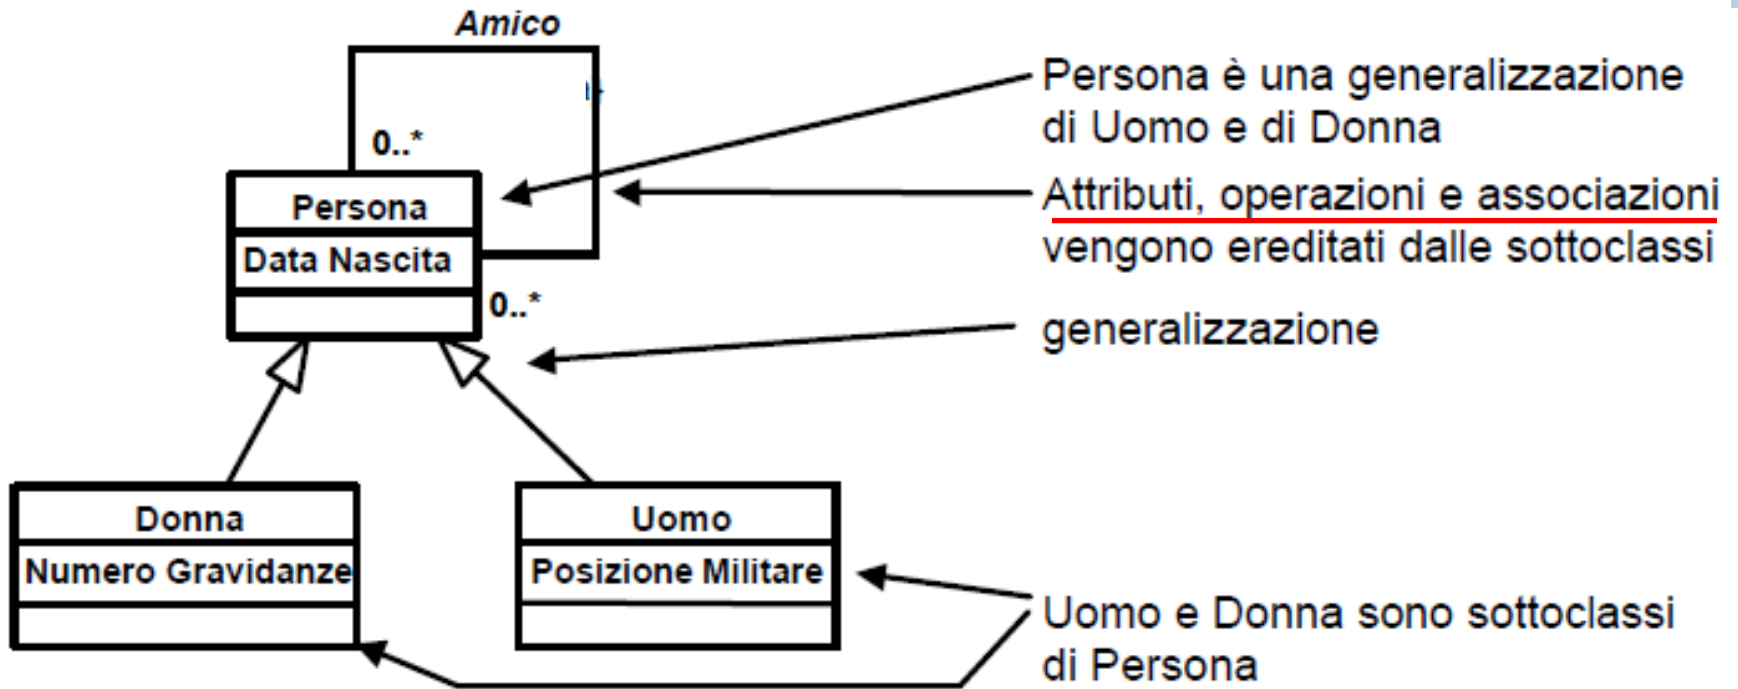 Amico
0..*
Persona
Data Nascita
0..*
Donna
Numero Gravidanze
Uomo
Posizione Militare
Persona è una generalizzazione
di Uomo e di Donna
Attributi, operazioni e associazioni
vengono ereditati dalle sottoclassi
generalizzazione
Uomo e Donna sono sottoclassi
di Persona